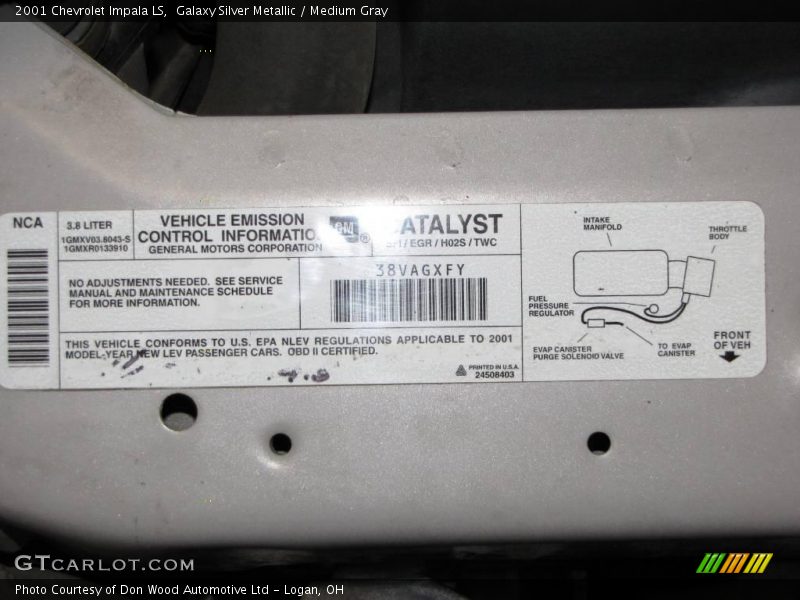 2001 Chevrolet Impala LS, Galaxy Silver Metallic / Medium Gray
NCA
3.8 LITER
1GMXV03.8043-S
1GMXR0133910
VEHICLE EMISSION
CONTROL INFORMATION
GENERAL MOTORS CORPORATION
GM
®
CATALYST
/ EGR / HO2S / TWC
NO ADJUSTMENTS NEEDED. SEE SERVICE
MANUAL AND MAINTENANCE SCHEDULE
FOR MORE INFORMATION.
38VAGXFY
THIS VEHICLE CONFORMS TO U.S. EPA NLEV REGULATIONS APPLICABLE TO 2001
MODEL-YEAR NEW LEV PASSENGER CARS. OBD II CERTIFIED.
PRINTED IN U.S.A.
24508403
INTAKE
MANIFOLD
THROTTLE
BODY
FUEL
PRESSURE
REGULATOR
EVAP CANISTER
PURGE SOLENOID VALVE
TO EVAP
CANISTER
FRONT
OF VEH
GTCARLOT.COM
Photo Courtesy of Don Wood Automotive Ltd - Logan, OH